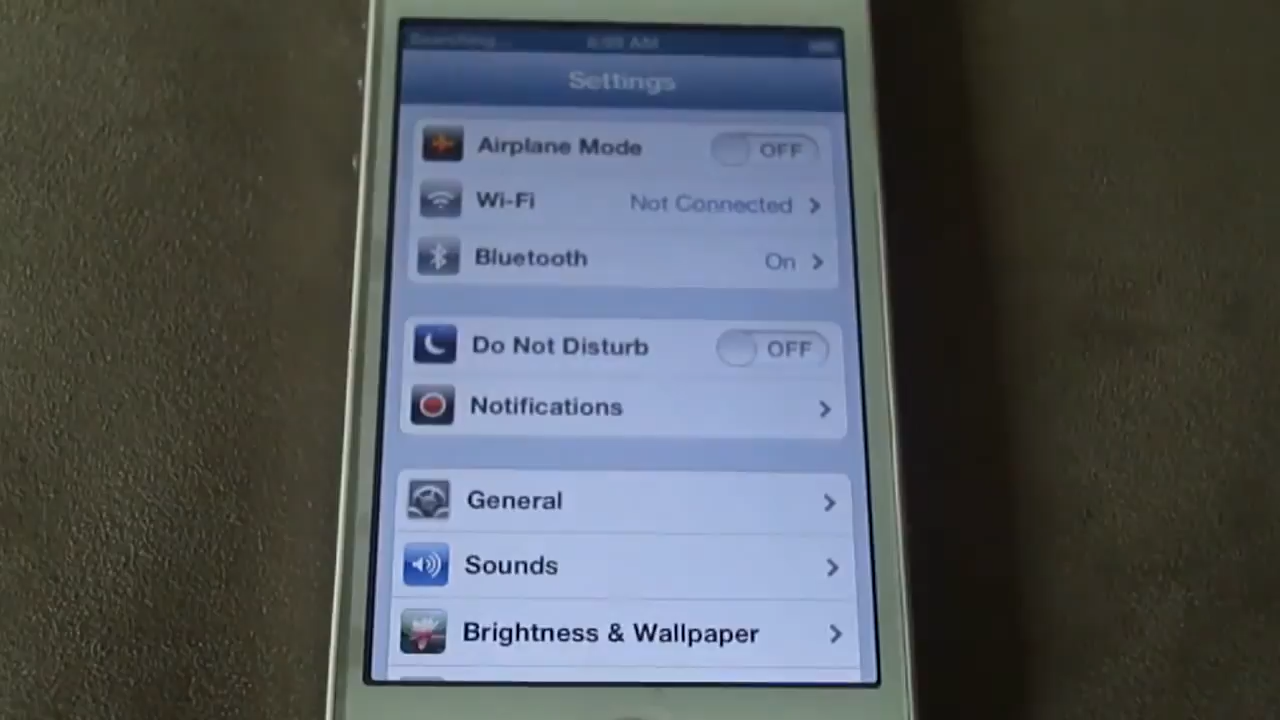 Searching...
Settings
Airplane Mode OFF
Wi-Fi Not Connected
Bluetooth On
Do Not Disturb OFF
Notifications
General
Sounds
Brightness & Wallpaper